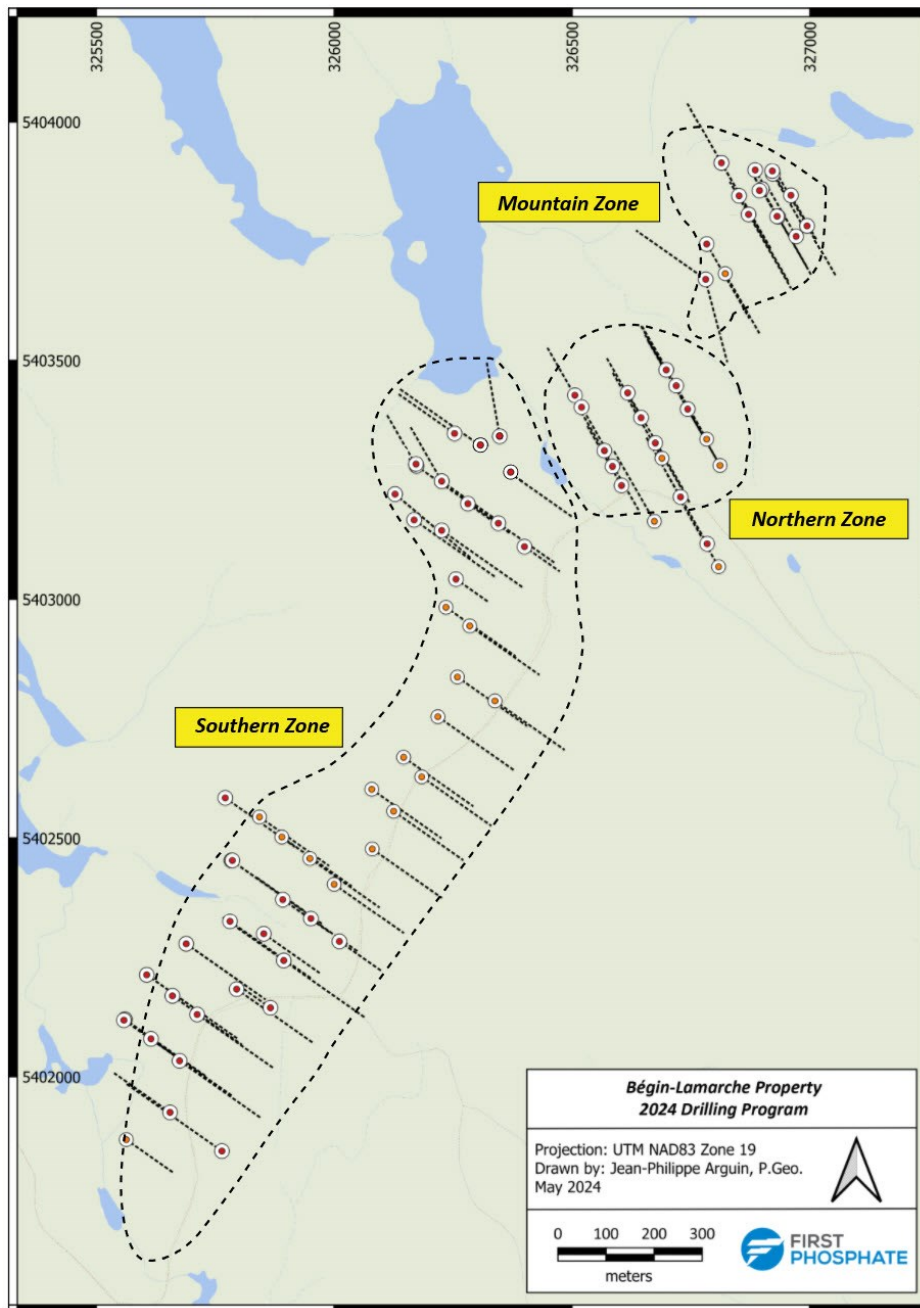 325500
326000
326500
327000
5404000
Mountain Zone
5403500
Northern Zone
5403000
Southern Zone
5402500
5402000
Bégin-Lamarche Property
2024 Drilling Program
Projection: UTM NAD83 Zone 19
Drawn by: Jean-Philippe Arguin, P.Geo.
May 2024
0 100 200 300
meters
FIRST
PHOSPHATE